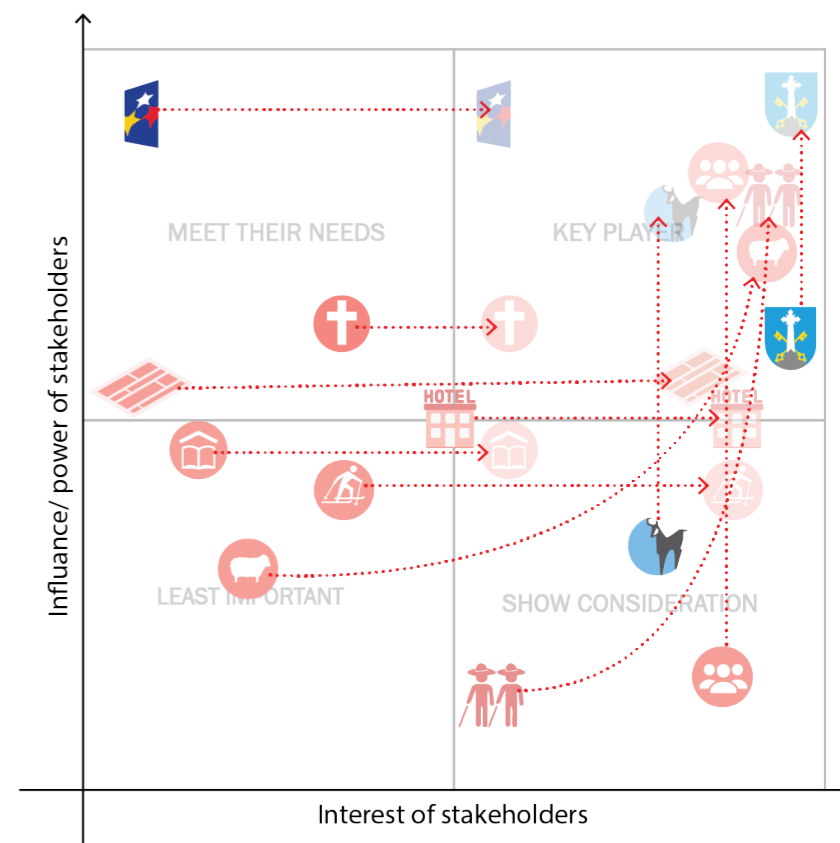 MEET THEIR NEEDS
KEY PLAYER
HOTEL
HOTEL
LEAST IMPORTANT
SHOW CONSIDERATION
Influance/ power of stakeholders
Interest of stakeholders